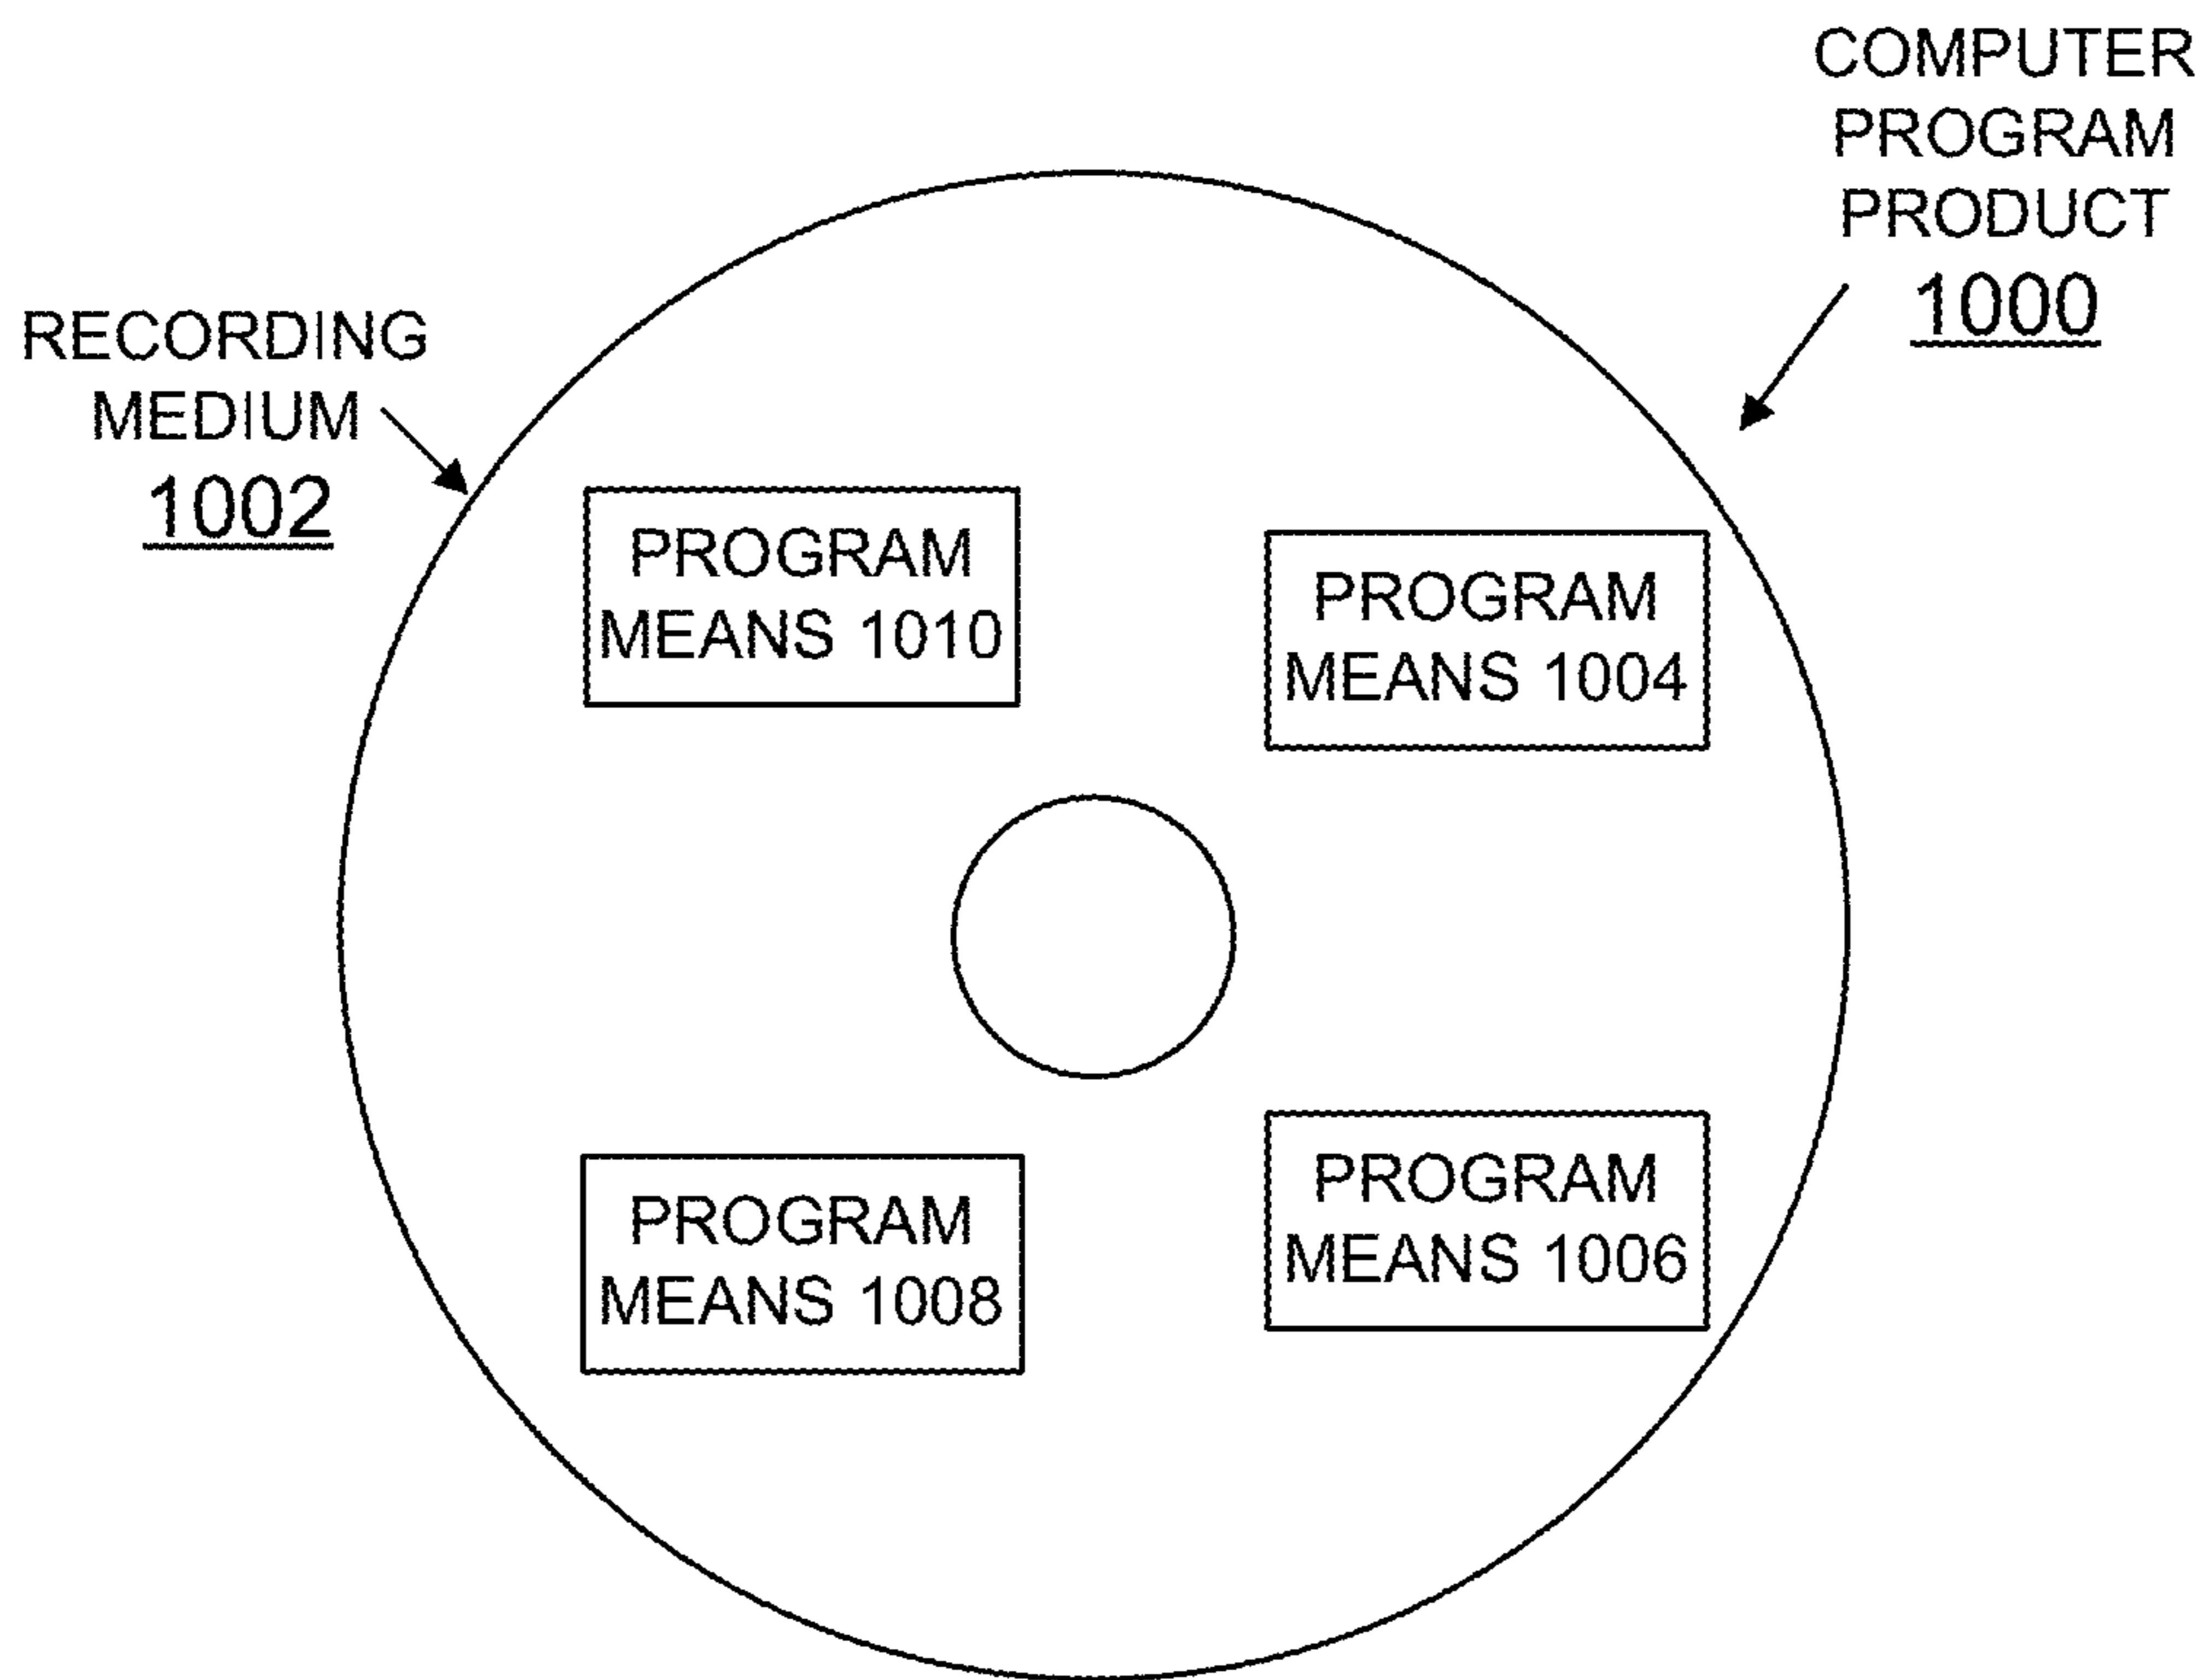 COMPUTER
PROGRAM
PRODUCT
1000
RECORDING
MEDIUM
1002
PROGRAM
MEANS 1010
PROGRAM
MEANS 1004
PROGRAM
MEANS 1008
PROGRAM
MEANS 1006